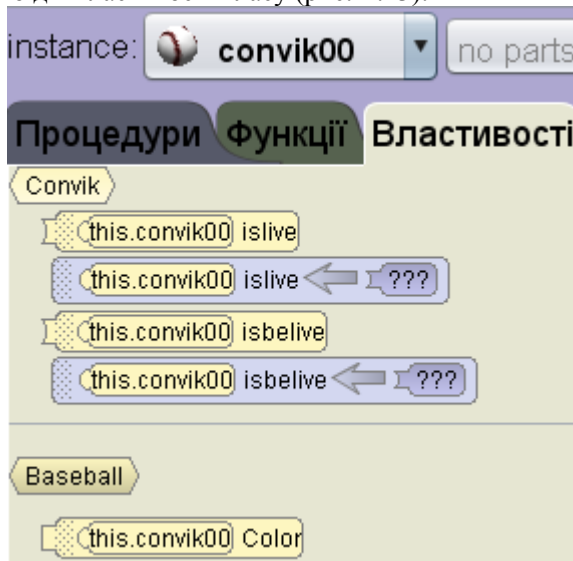 instance: convik00 no parts
Процедури Функції Властивості
Convik
this.convik00 islive
this.convik00 islive ???
this.convik00 isbelive
this.convik00 isbelive ???
Baseball
this.convik00 Color